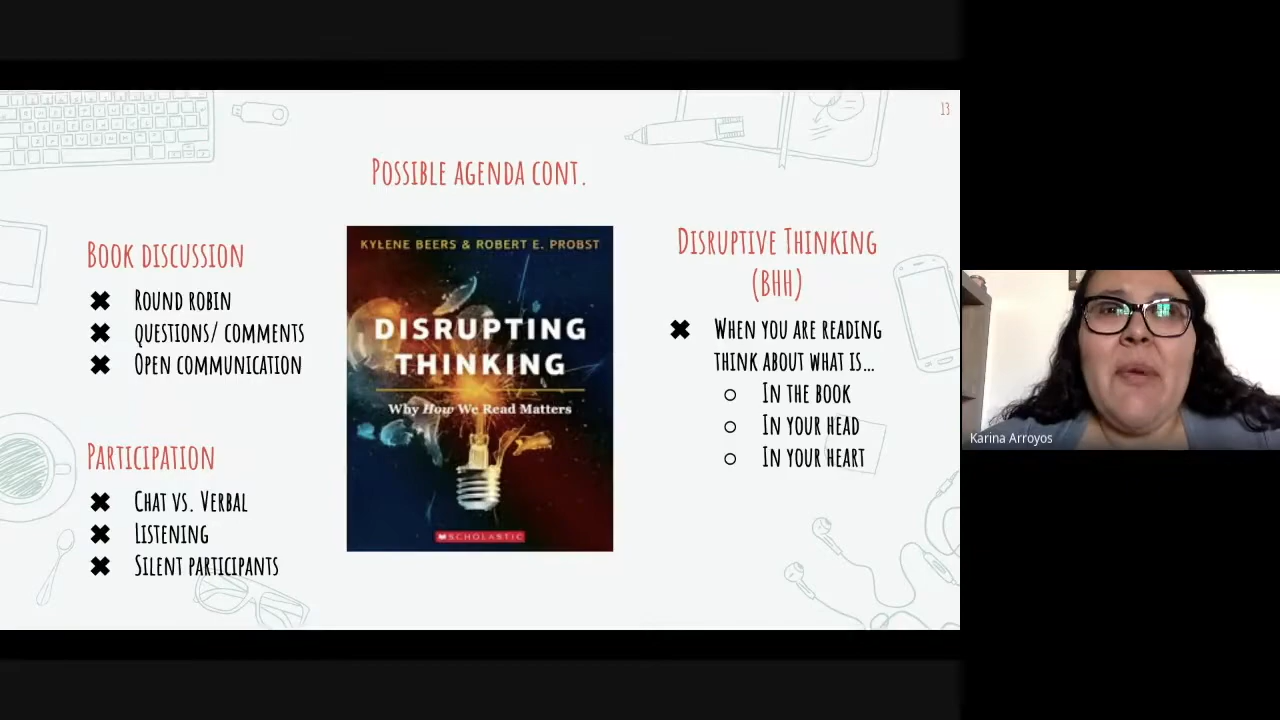 13
Possible agenda cont.
Book discussion
✖ Round robin
✖ questions/ comments
✖ Open communication
Participation
✖ Chat vs. Verbal
✖ Listening
✖ Silent participants
KYLENE BEERS & ROBERT E. PROBST
DISRUPTING
THINKING
Why How We Read Matters
SCHOLASTIC
Disruptive Thinking
(BHH)
✖ When you are reading
think about what is…
○ In the book
○ In your head
○ In your heart
Karina Arroyos